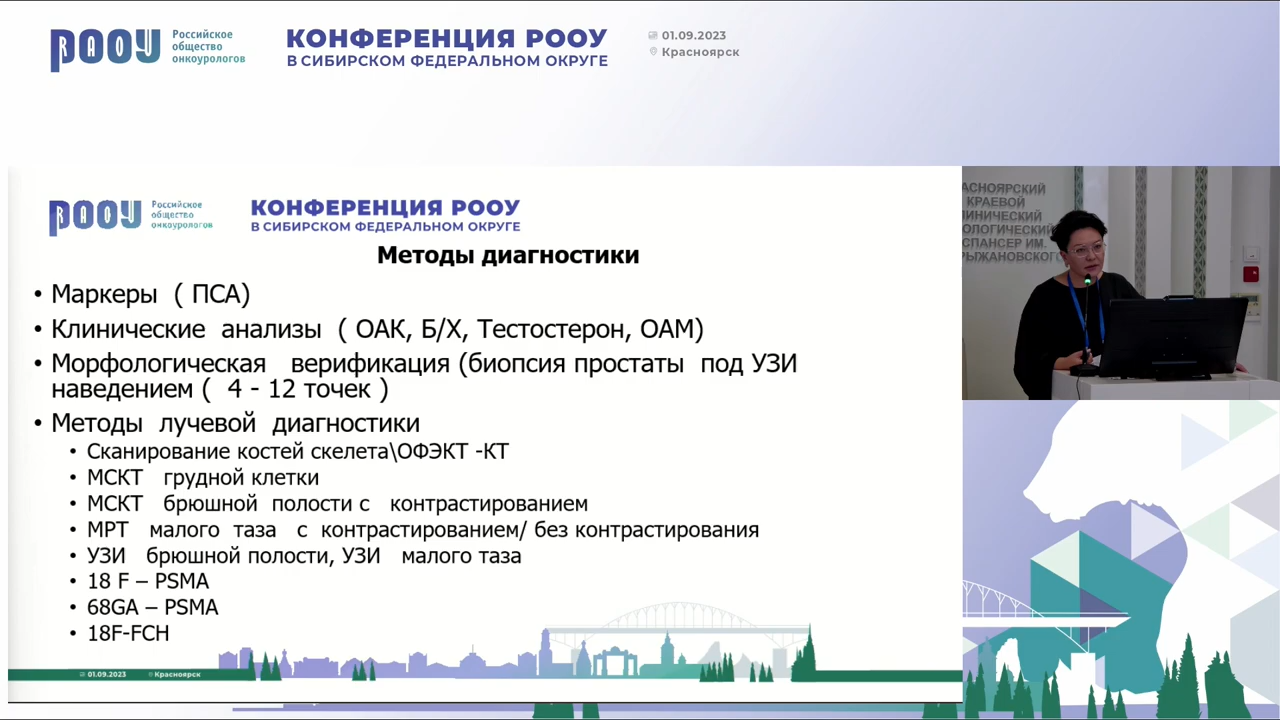 РООУ
Российское
общество
онкоурологов
КОНФЕРЕНЦИЯ РООУ
В СИБИРСКОМ ФЕДЕРАЛЬНОМ ОКРУГЕ
01.09.2023
Красноярск
РООУ
Российское
общество
онкоурологов
КОНФЕРЕНЦИЯ РООУ
В СИБИРСКОМ ФЕДЕРАЛЬНОМ ОКРУГЕ
Методы диагностики
• Маркеры ( ПСА)
• Клинические анализы ( ОАК, Б/Х, Тестостерон, ОАМ)
• Морфологическая верификация (биопсия простаты под УЗИ
наведением ( 4 - 12 точек )
• Методы лучевой диагностики
• Сканирование костей скелета\ОФЭКТ -КТ
• МСКТ грудной клетки
• МСКТ брюшной полости с контрастированием
• МРТ малого таза с контрастированием/ без контрастирования
• УЗИ брюшной полости, УЗИ малого таза
• 18 F – PSMA
• 68GA – PSMA
• 18F-FCH
01.09.2023
Красноярск
АСНОЯРСКИЙ
КРАЕВОЙ
ЛИНИЧЕСКИЙ
ОЛОГИЧЕСКИЙ
СПАНСЕР ИМ.
РЫЖАНОВСКОГО